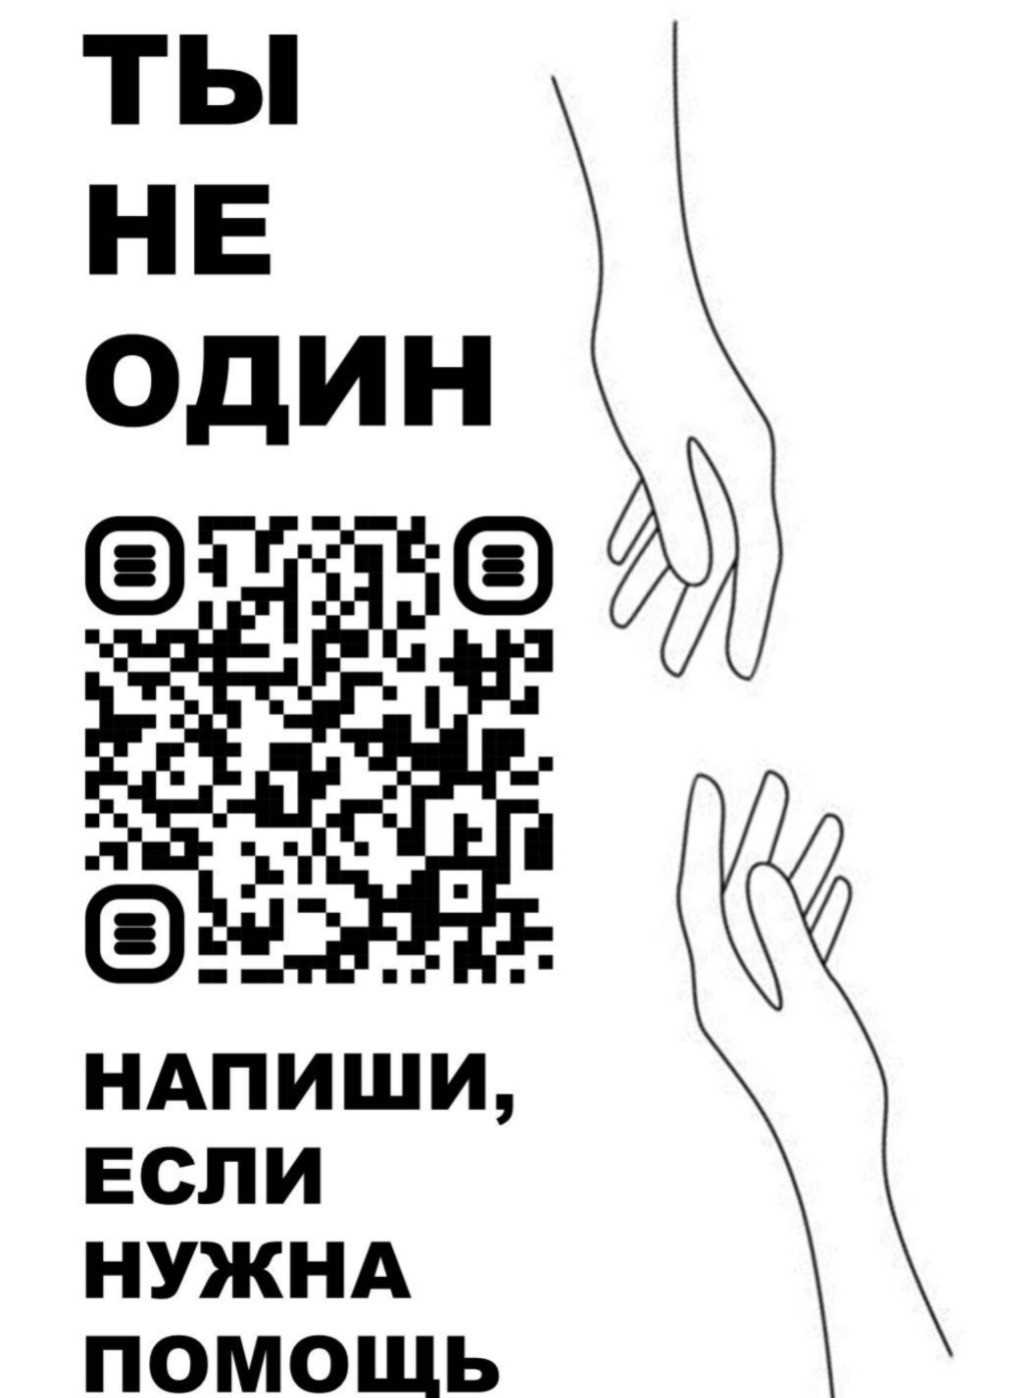 ТЫ
НЕ
ОДИН
НАПИШИ,
ЕСЛИ
НУЖНА
ПОМОЩЬ